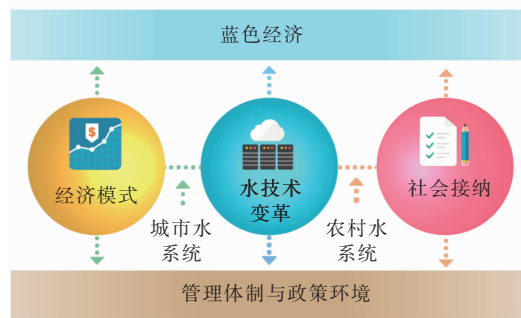 蓝色经济
$
经济模式
水技术
变革
社会接纳
城市水
系统
农村水
系统
管理体制与政策环境